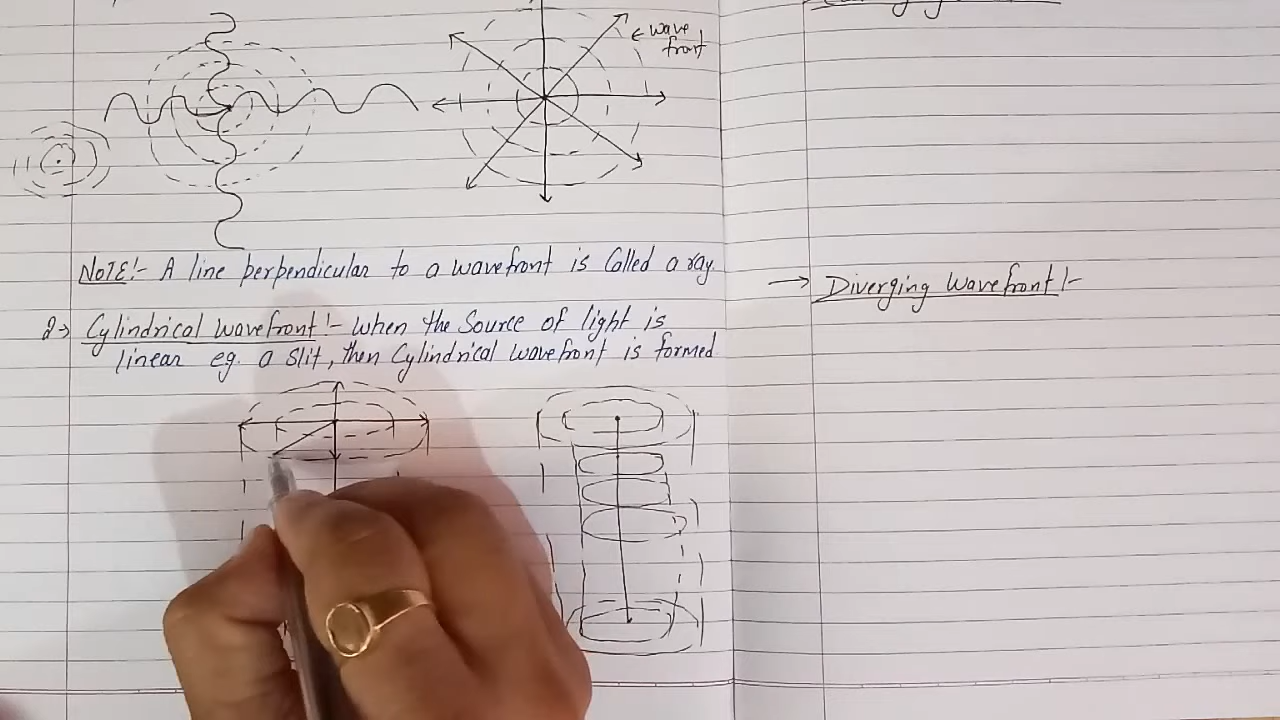 ← wave
front
NOTE:- A line perpendicular to a wavefront is Called a ray.
→ Diverging Wavefront :-
2→ Cylindrical wavefront :- When the Source of light is
linear eg. a slit, then Cylindrical wavefront is formed